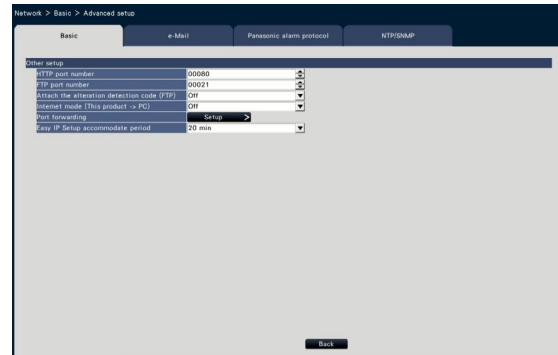 Network > Basic > Advanced setup
Basic
e-Mail
Panasonic alarm protocol
NTP/SNMP
Other setup
HTTP port number 00080
FTP port number 00021
Attach the alteration detection code (FTP) Off
Internet mode (This product -> PC) Off
Port forwarding Setup >
Easy IP Setup accommodate period 20 min
Back